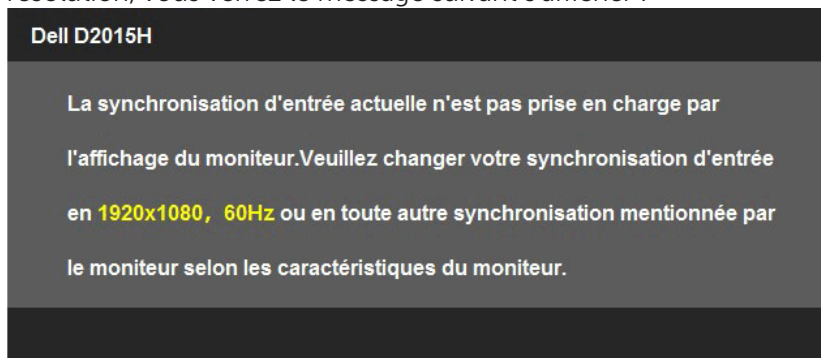 résolution, vous verrez le message suivant s'afficher :
Dell D2015H
La synchronisation d'entrée actuelle n'est pas prise en charge par
l'affichage du moniteur.Veuillez changer votre synchronisation d'entrée
en 1920x1080, 60Hz ou en toute autre synchronisation mentionnée par
le moniteur selon les caractéristiques du moniteur.